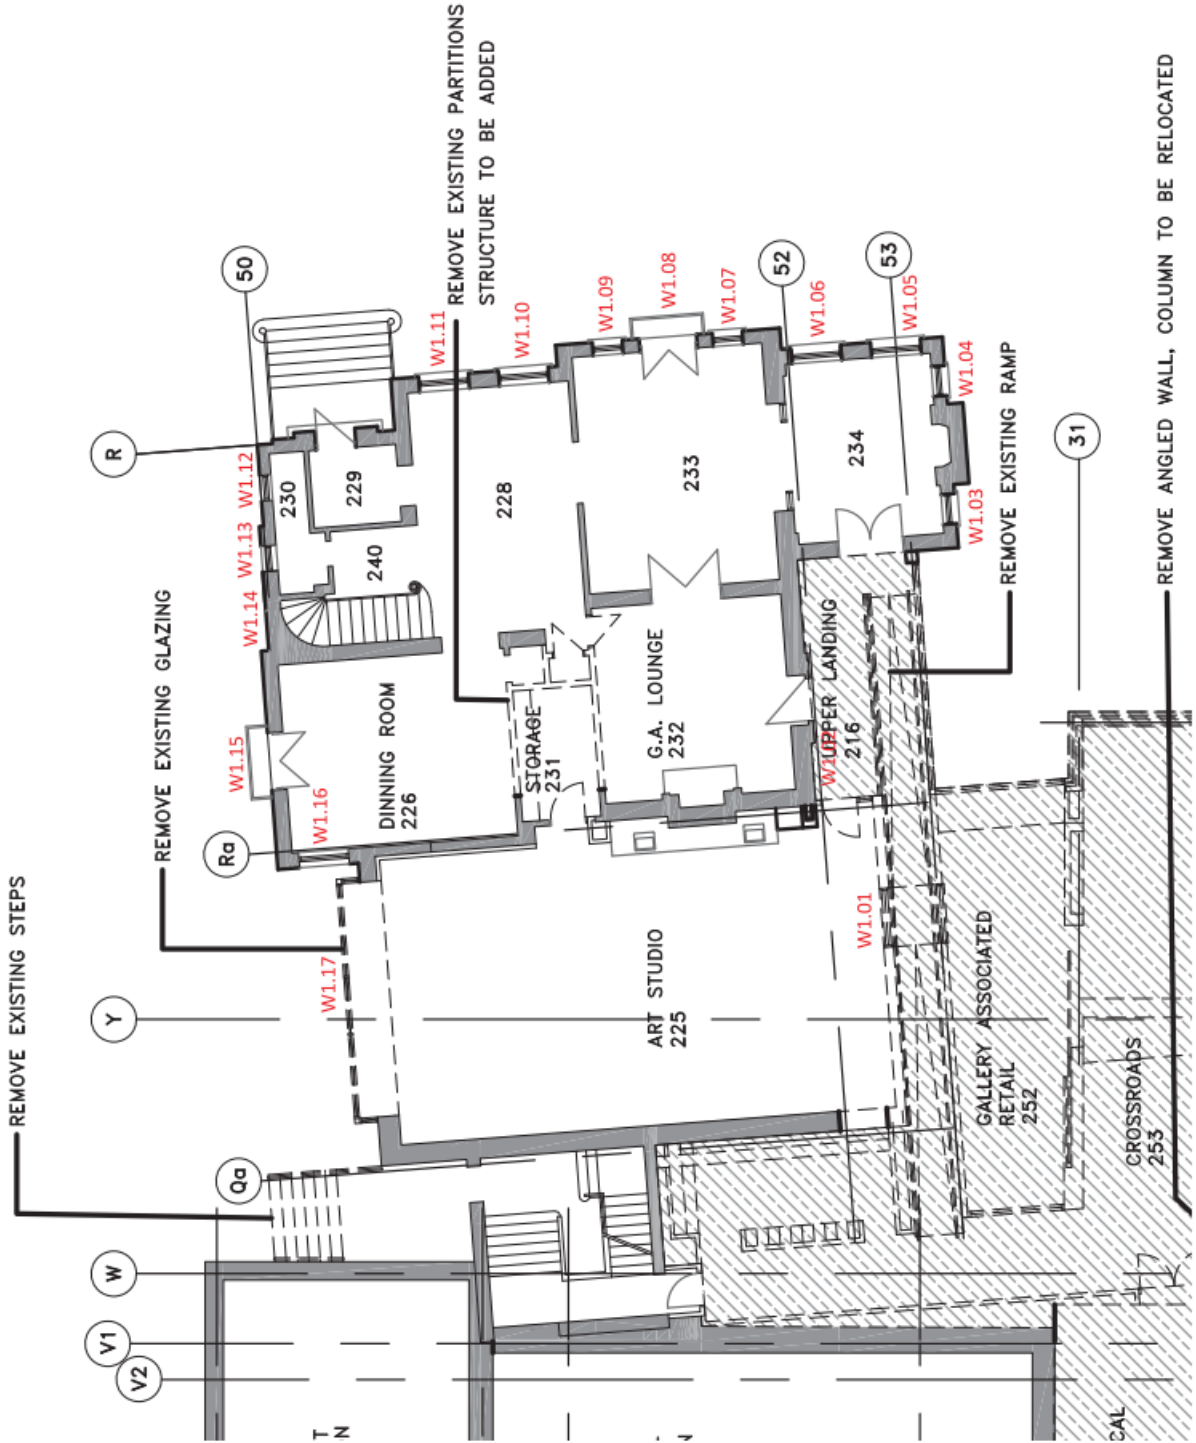 REMOVE EXISTING STEPS
REMOVE EXISTING GLAZING
REMOVE EXISTING PARTITIONS
STRUCTURE TO BE ADDED
REMOVE EXISTING RAMP
REMOVE ANGLED WALL, COLUMN TO BE RELOCATED
50
R
52
53
31
Ra
Y
Qa
W
V1
V2
W1.01
W1.02
W1.03
W1.04
W1.05
W1.06
W1.07
W1.08
W1.09
W1.10
W1.11
W1.12
W1.13
W1.14
W1.15
W1.16
W1.17
230
229
240
228
233
234
DINNING ROOM
226
STORAGE
231
G.A. LOUNGE
232
UPPER LANDING
216
ART STUDIO
225
GALLERY ASSOCIATED
RETAIL
252
CROSSROADS
253
T
N
N
CAL